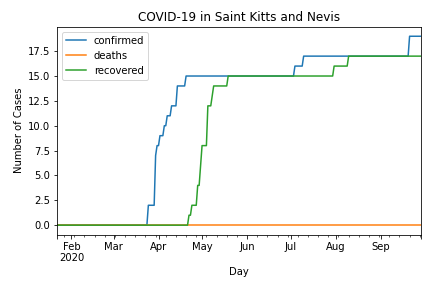 COVID-19 in Saint Kitts and Nevis
confirmed
deaths
recovered
Number of Cases
17.5
15.0
12.5
10.0
7.5
5.0
2.5
0.0
Feb Mar Apr May Jun Jul Aug Sep
2020
Day